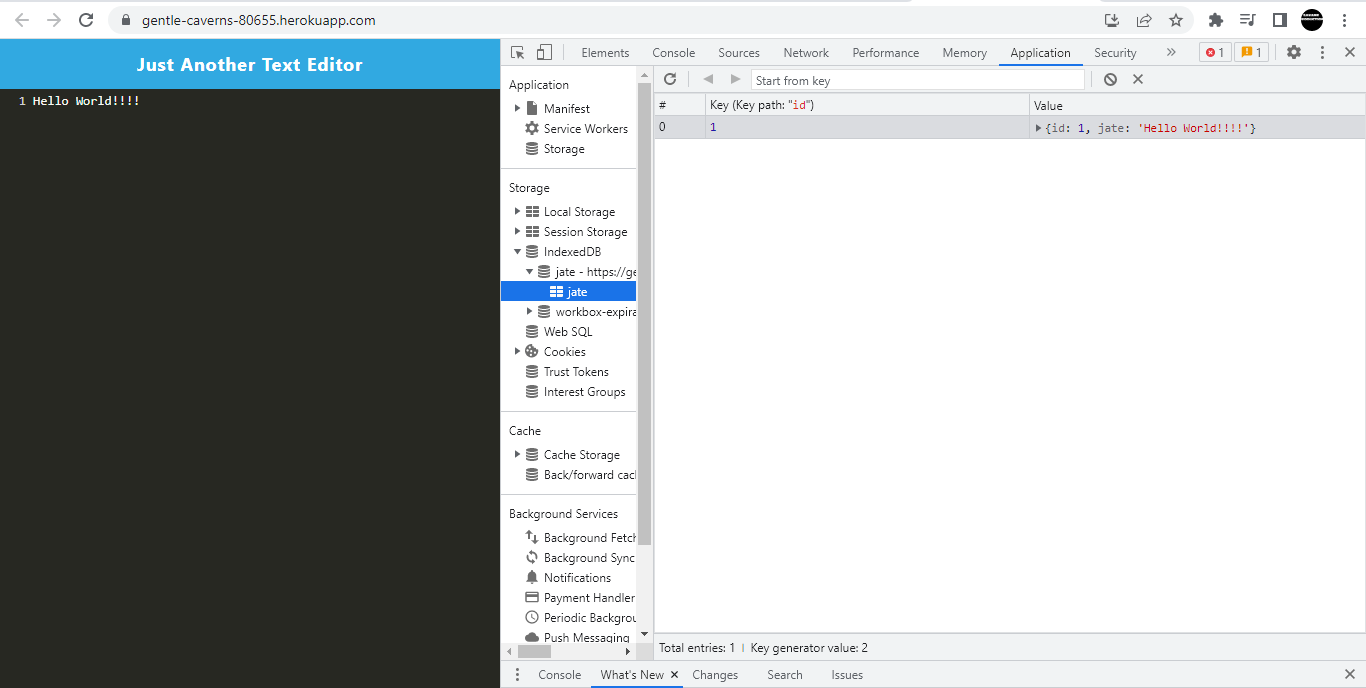 gentle-caverns-80655.herokuapp.com
Just Another Text Editor
1 Hello World!!!!
Elements Console Sources Network Performance Memory Application Security » 1 1
Start from key
# Key (Key path: "id") Value
0 1 {id: 1, jate: 'Hello World!!!!'}
Application
Manifest
Service Workers
Storage
Storage
Local Storage
Session Storage
IndexedDB
jate - https://ge
jate
workbox-expira
Web SQL
Cookies
Trust Tokens
Interest Groups
Cache
Cache Storage
Back/forward cac
Background Services
Background Fetch
Background Sync
Notifications
Payment Handler
Periodic Backgrou
Push Messaging
Total entries: 1 Key generator value: 2
Console What's New Changes Search Issues